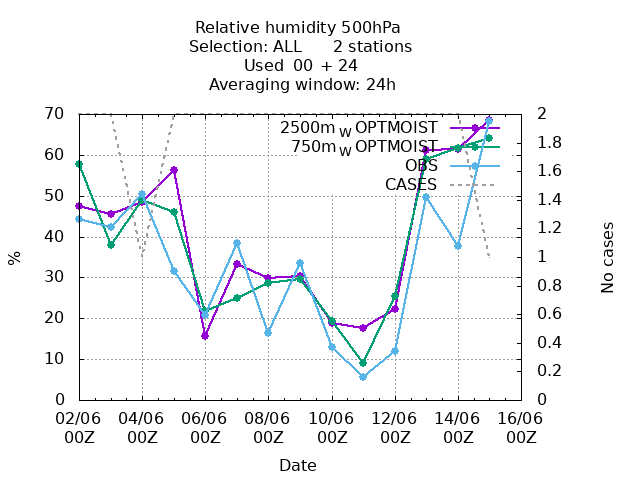 Relative humidity 500hPa
Selection: ALL 2 stations
Used 00 + 24
Averaging window: 24h
70
60
50
40
30
20
10
0
%
2500m W OPTMOIST
750m W OPTMOIST
OBS
CASES
2
1.8
1.6
1.4
1.2
1
0.8
0.6
0.4
0.2
0
No cases
02/06 04/06 06/06 08/06 10/06 12/06 14/06 16/06
00Z 00Z 00Z 00Z 00Z 00Z 00Z 00Z
Date